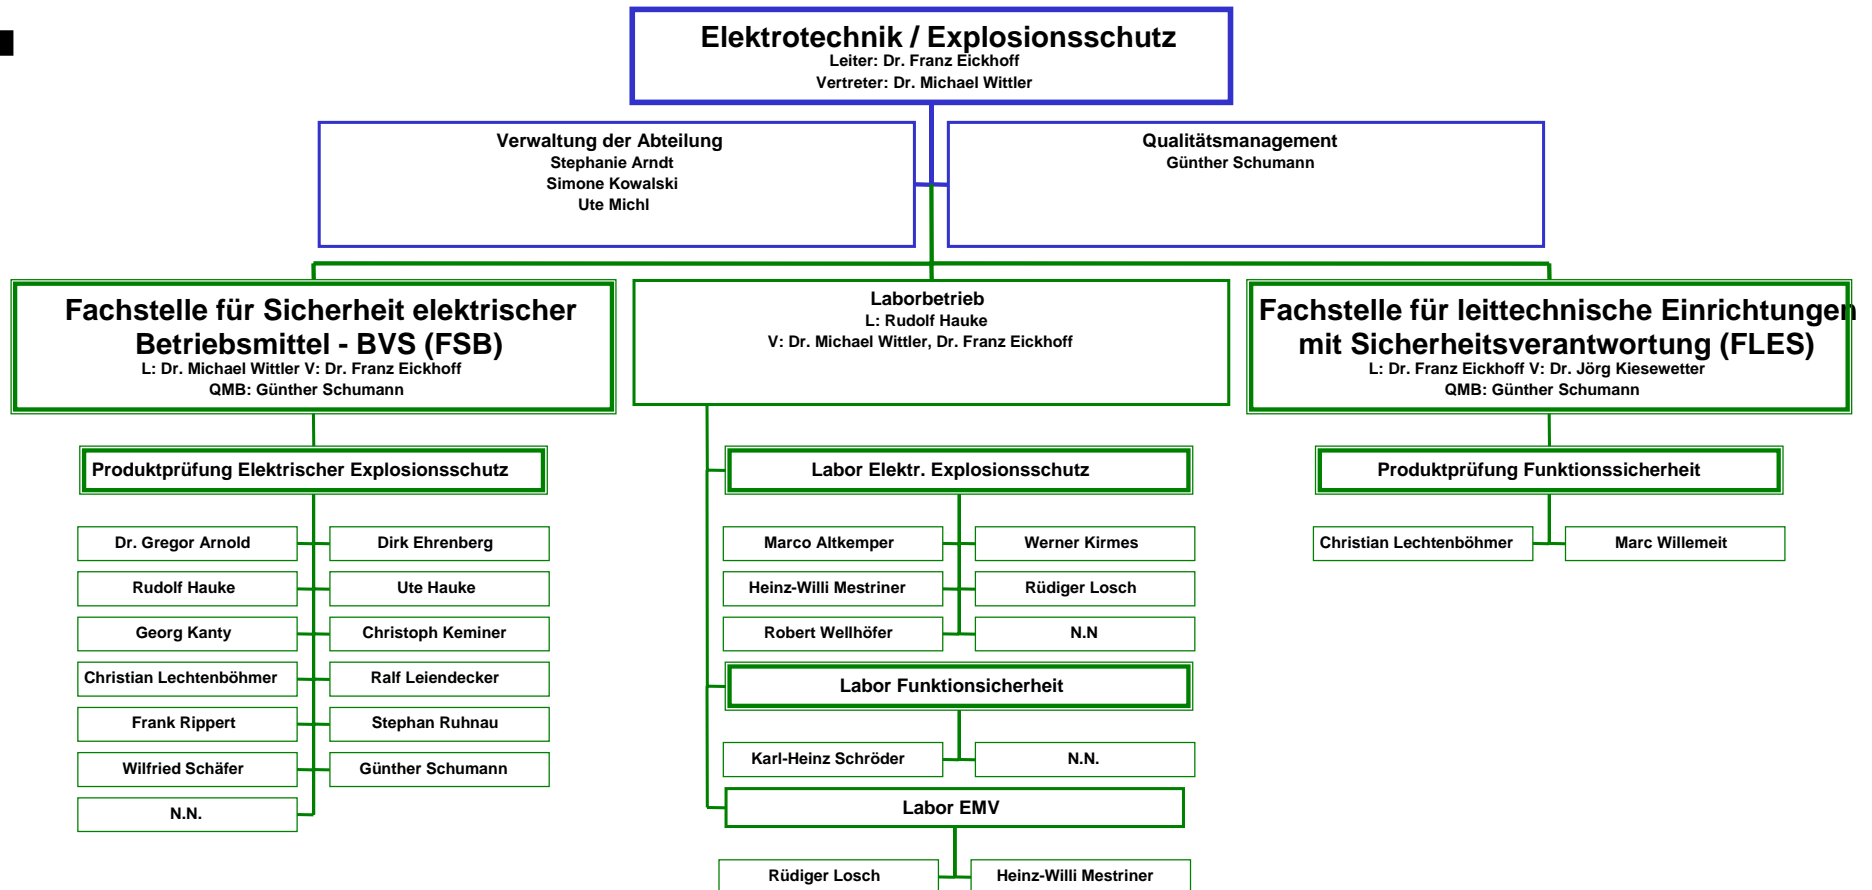 Elektrotechnik / Explosionsschutz
Leiter: Dr. Franz Eickhoff
Vertreter: Dr. Michael Wittler
Verwaltung der Abteilung
Stephanie Arndt
Simone Kowalski
Ute Michl
Qualitätsmanagement
Günther Schumann
Fachstelle für Sicherheit elektrischer
Betriebsmittel - BVS (FSB)
L: Dr. Michael Wittler V: Dr. Franz Eickhoff
QMB: Günther Schumann
Laborbetrieb
L: Rudolf Hauke
V: Dr. Michael Wittler, Dr. Franz Eickhoff
Fachstelle für leittechnische Einrichtungen
mit Sicherheitsverantwortung (FLES)
L: Dr. Franz Eickhoff V: Dr. Jörg Kiesewetter
QMB: Günther Schumann
Produktprüfung Elektrischer Explosionsschutz
Dr. Gregor Arnold
Dirk Ehrenberg
Rudolf Hauke
Ute Hauke
Georg Kanty
Christoph Keminer
Christian Lechtenböhmer
Ralf Leiendecker
Frank Rippert
Stephan Ruhnau
Wilfried Schäfer
Günther Schumann
N.N.
Labor Elektr. Explosionsschutz
Marco Altkemper
Werner Kirmes
Heinz-Willi Mestriner
Rüdiger Losch
Robert Wellhöfer
N.N
Labor Funktionsicherheit
Karl-Heinz Schröder
N.N.
Labor EMV
Rüdiger Losch
Heinz-Willi Mestriner
Produktprüfung Funktionssicherheit
Christian Lechtenböhmer
Marc Willemeit